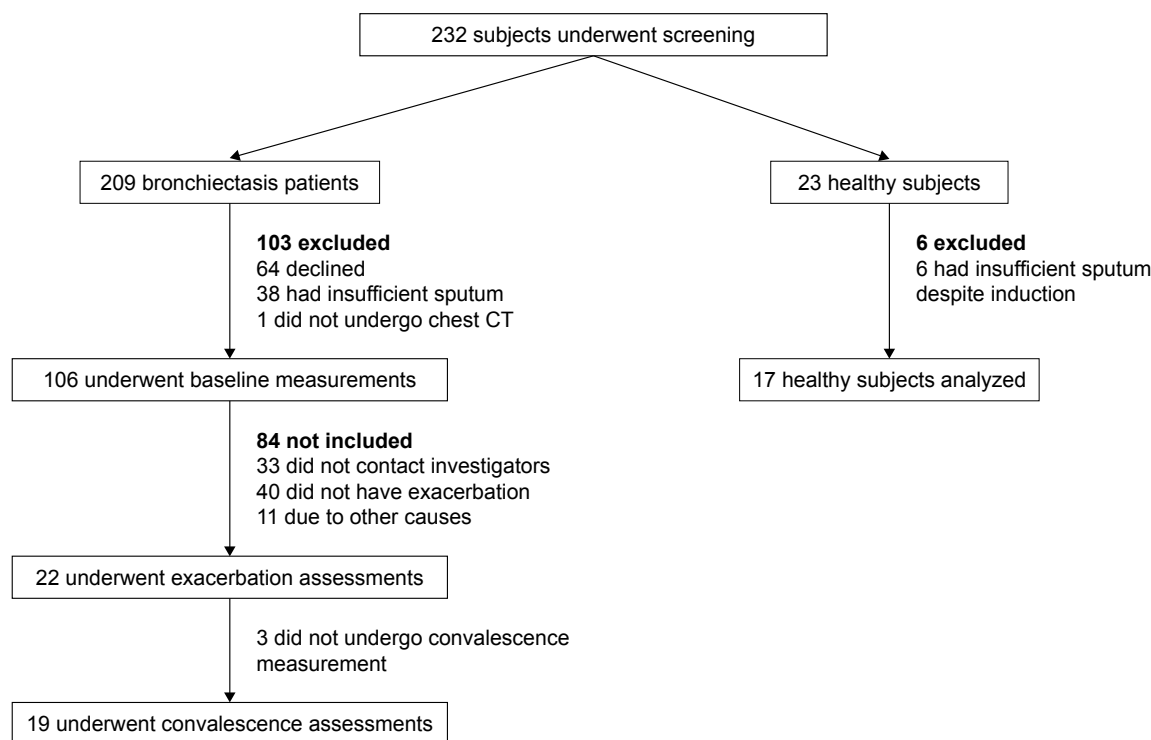 232 subjects underwent screening
209 bronchiectasis patients
23 healthy subjects
103 excluded
64 declined
38 had insufficient sputum
1 did not undergo chest CT
6 excluded
6 had insufficient sputum
despite induction
106 underwent baseline measurements
17 healthy subjects analyzed
84 not included
33 did not contact investigators
40 did not have exacerbation
11 due to other causes
22 underwent exacerbation assessments
3 did not undergo convalescence
measurement
19 underwent convalescence assessments